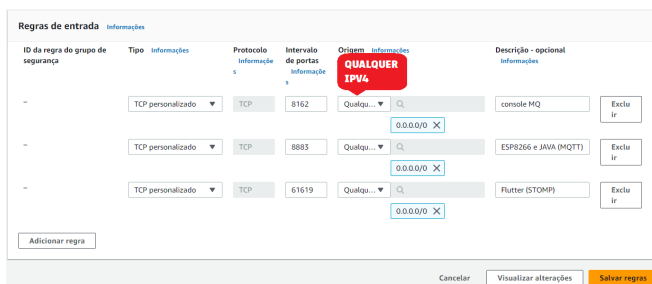 Regras de entrada Informações
ID da regra do grupo de segurança
Tipo Informações
Protocolo Informaçõe s
Intervalo de portas Informaçõe s
Origem Informações
Descrição - opcional Informações
QUALQUER
IPV4
– TCP personalizado TCP 8162 Qualqu... console MQ Exclu ir
0.0.0.0/0
– TCP personalizado TCP 8883 Qualqu... ESP8266 e JAVA (MQTT) Exclu ir
0.0.0.0/0
– TCP personalizado TCP 61619 Qualqu... Flutter (STOMP) Exclu ir
0.0.0.0/0
Adicionar regra
Cancelar Visualizar alterações Salvar regras